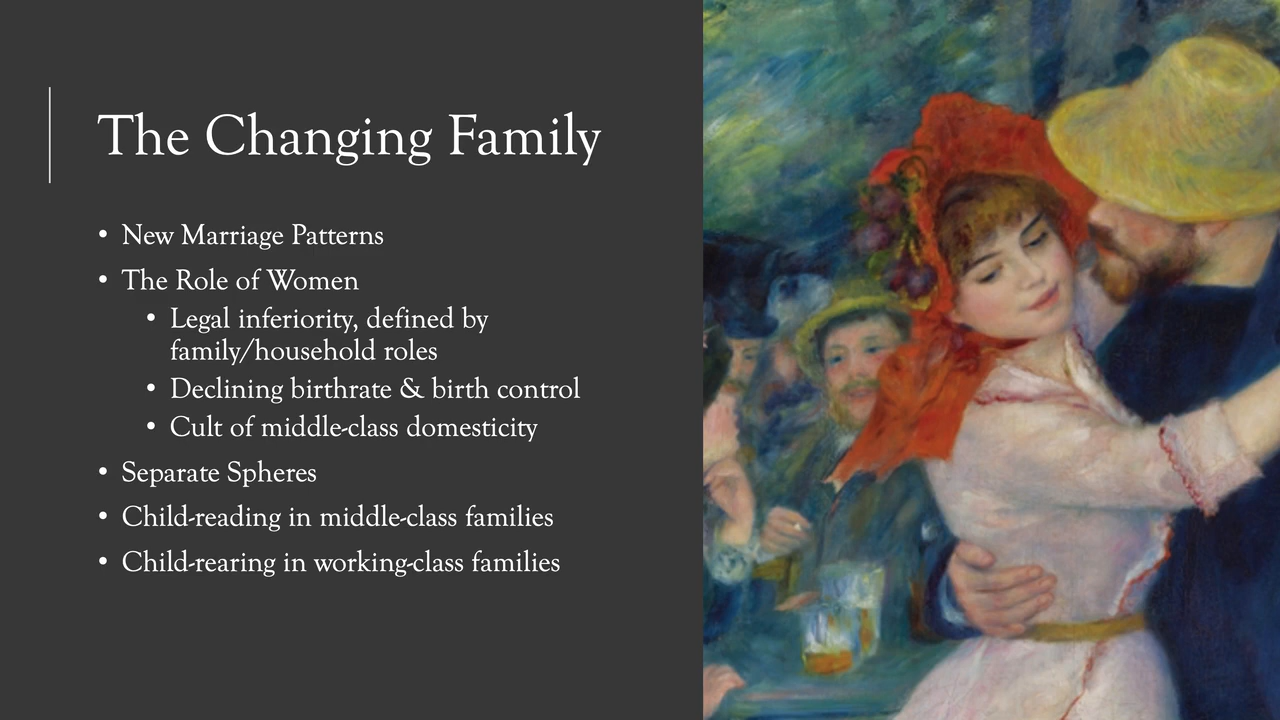 The Changing Family
• New Marriage Patterns
• The Role of Women
• Legal inferiority, defined by
family/household roles
• Declining birthrate & birth control
• Cult of middle-class domesticity
• Separate Spheres
• Child-reading in middle-class families
• Child-rearing in working-class families